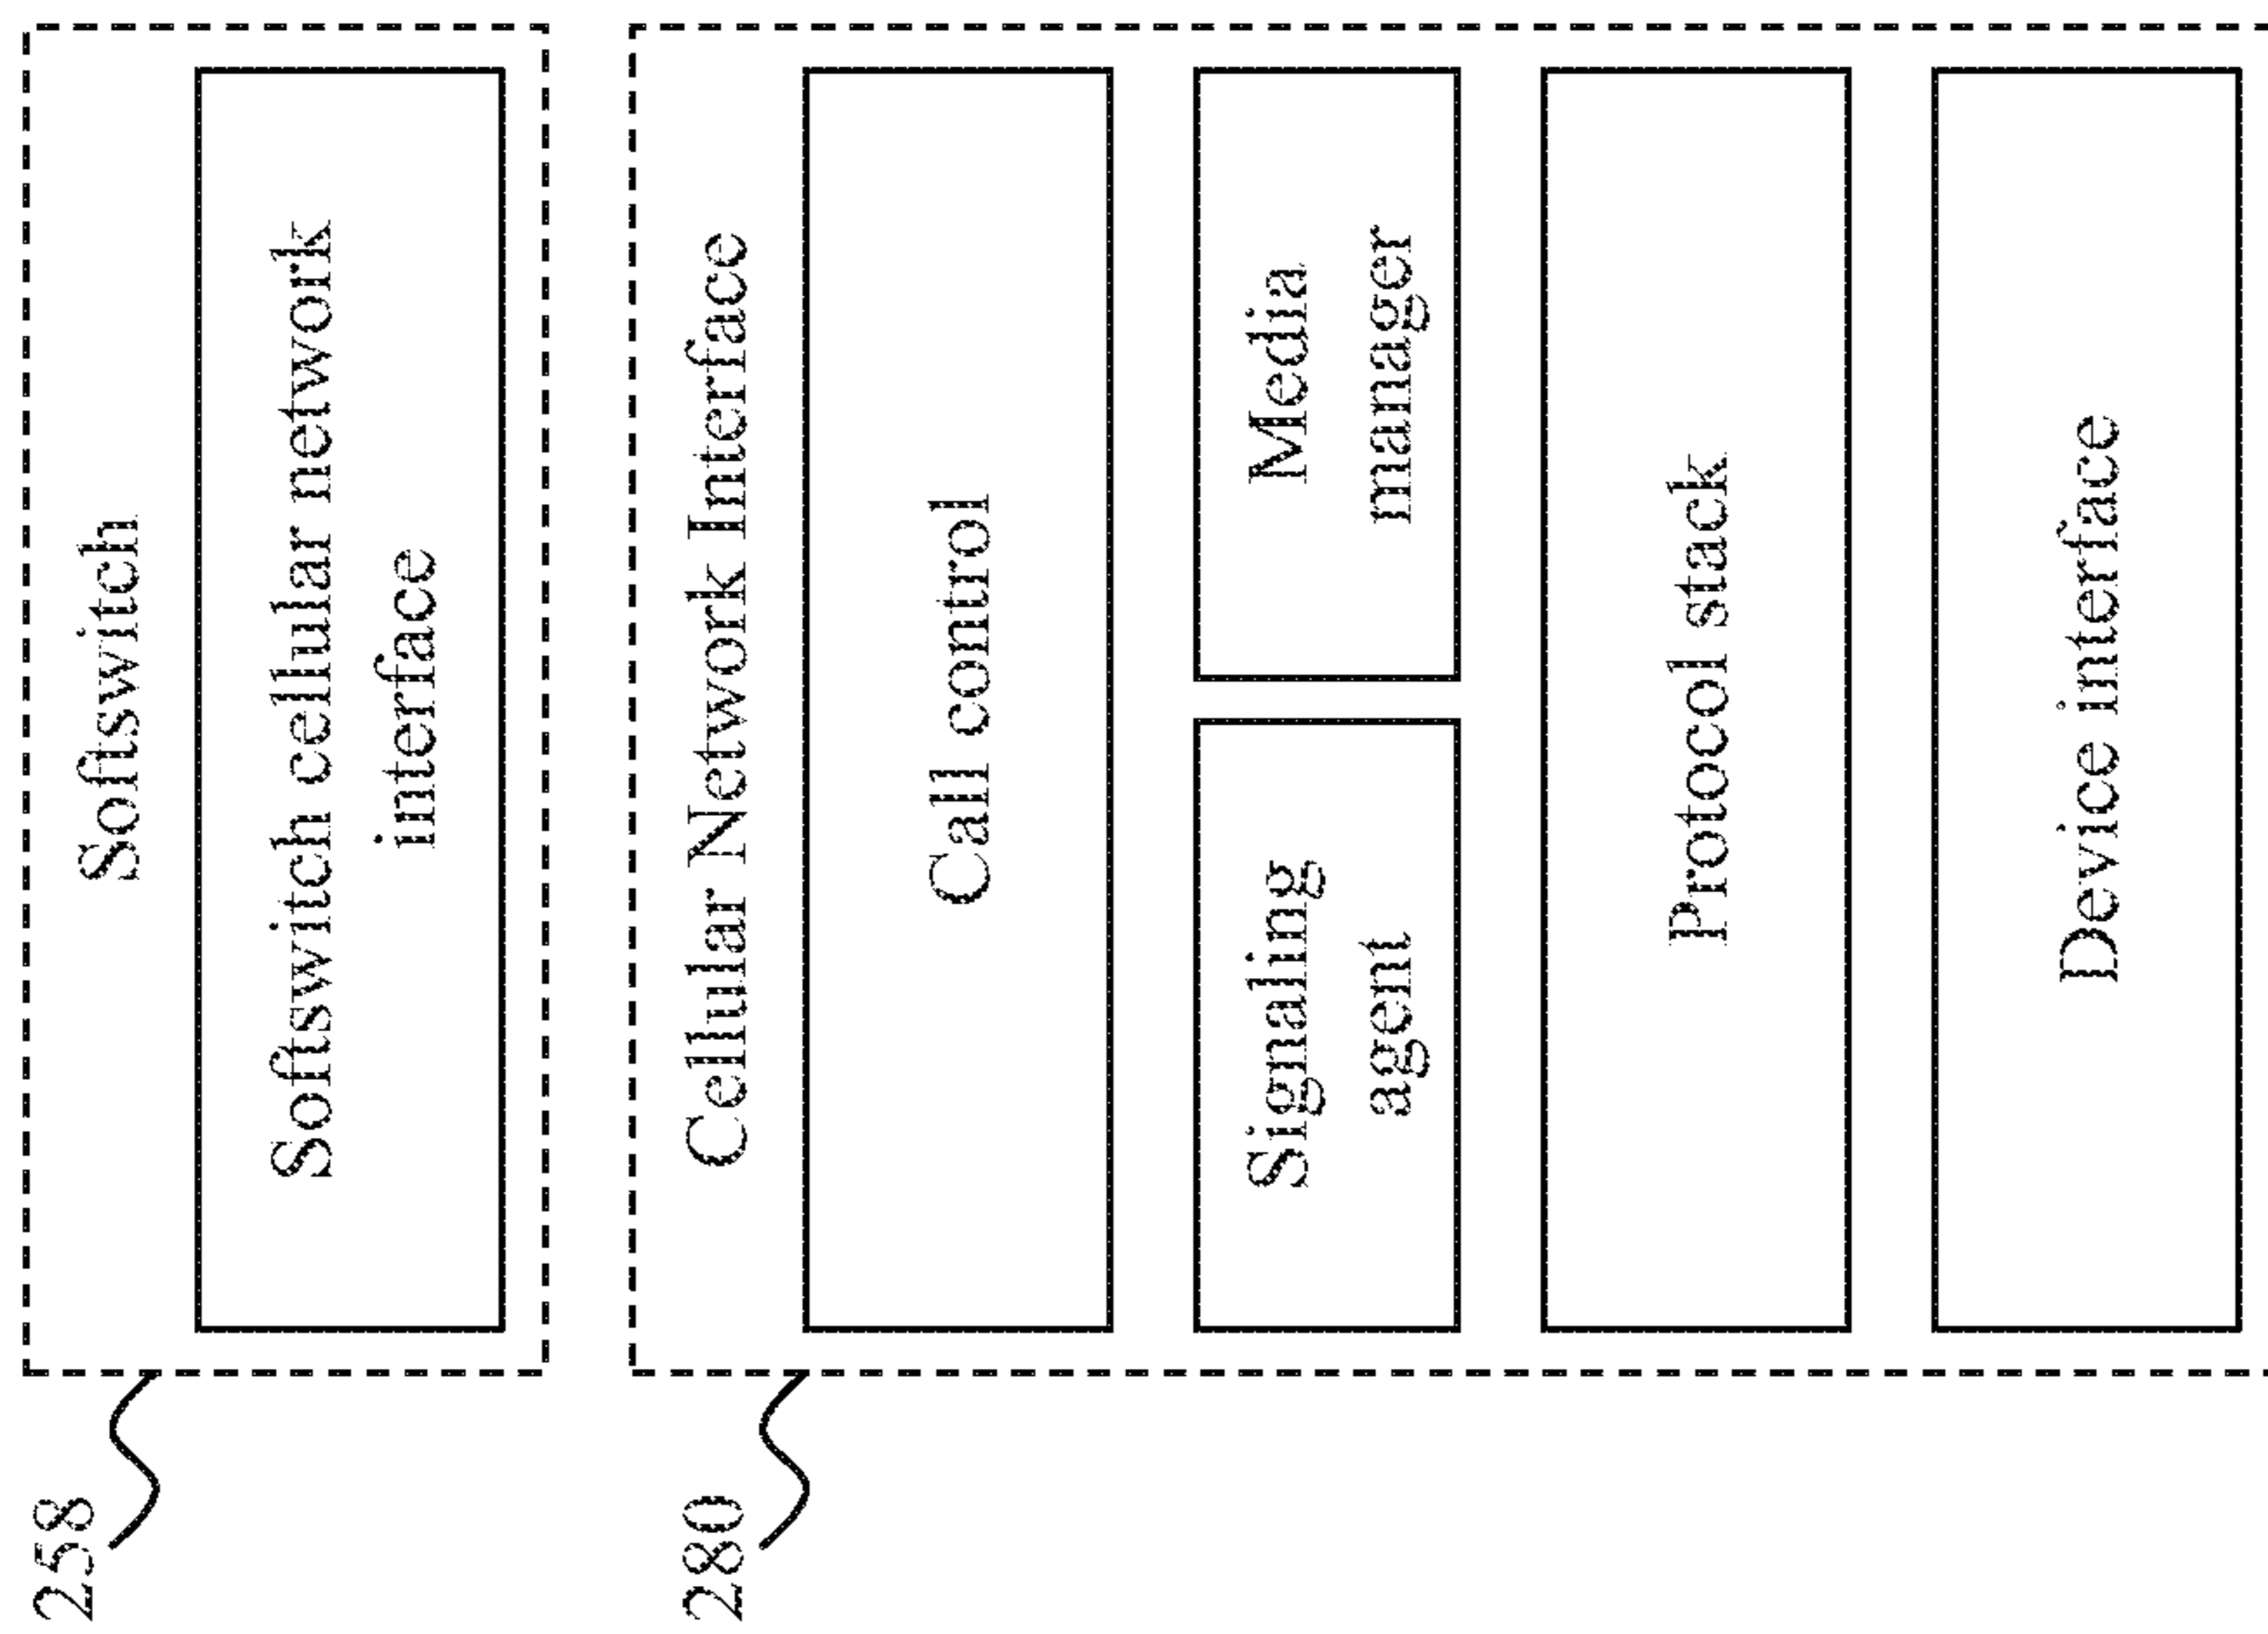 258
Softswitch
Softswitch cellular network
interface
280
Cellular Network Interface
Call control
Signaling
agent
Media
manager
Protocol stack
Device interface